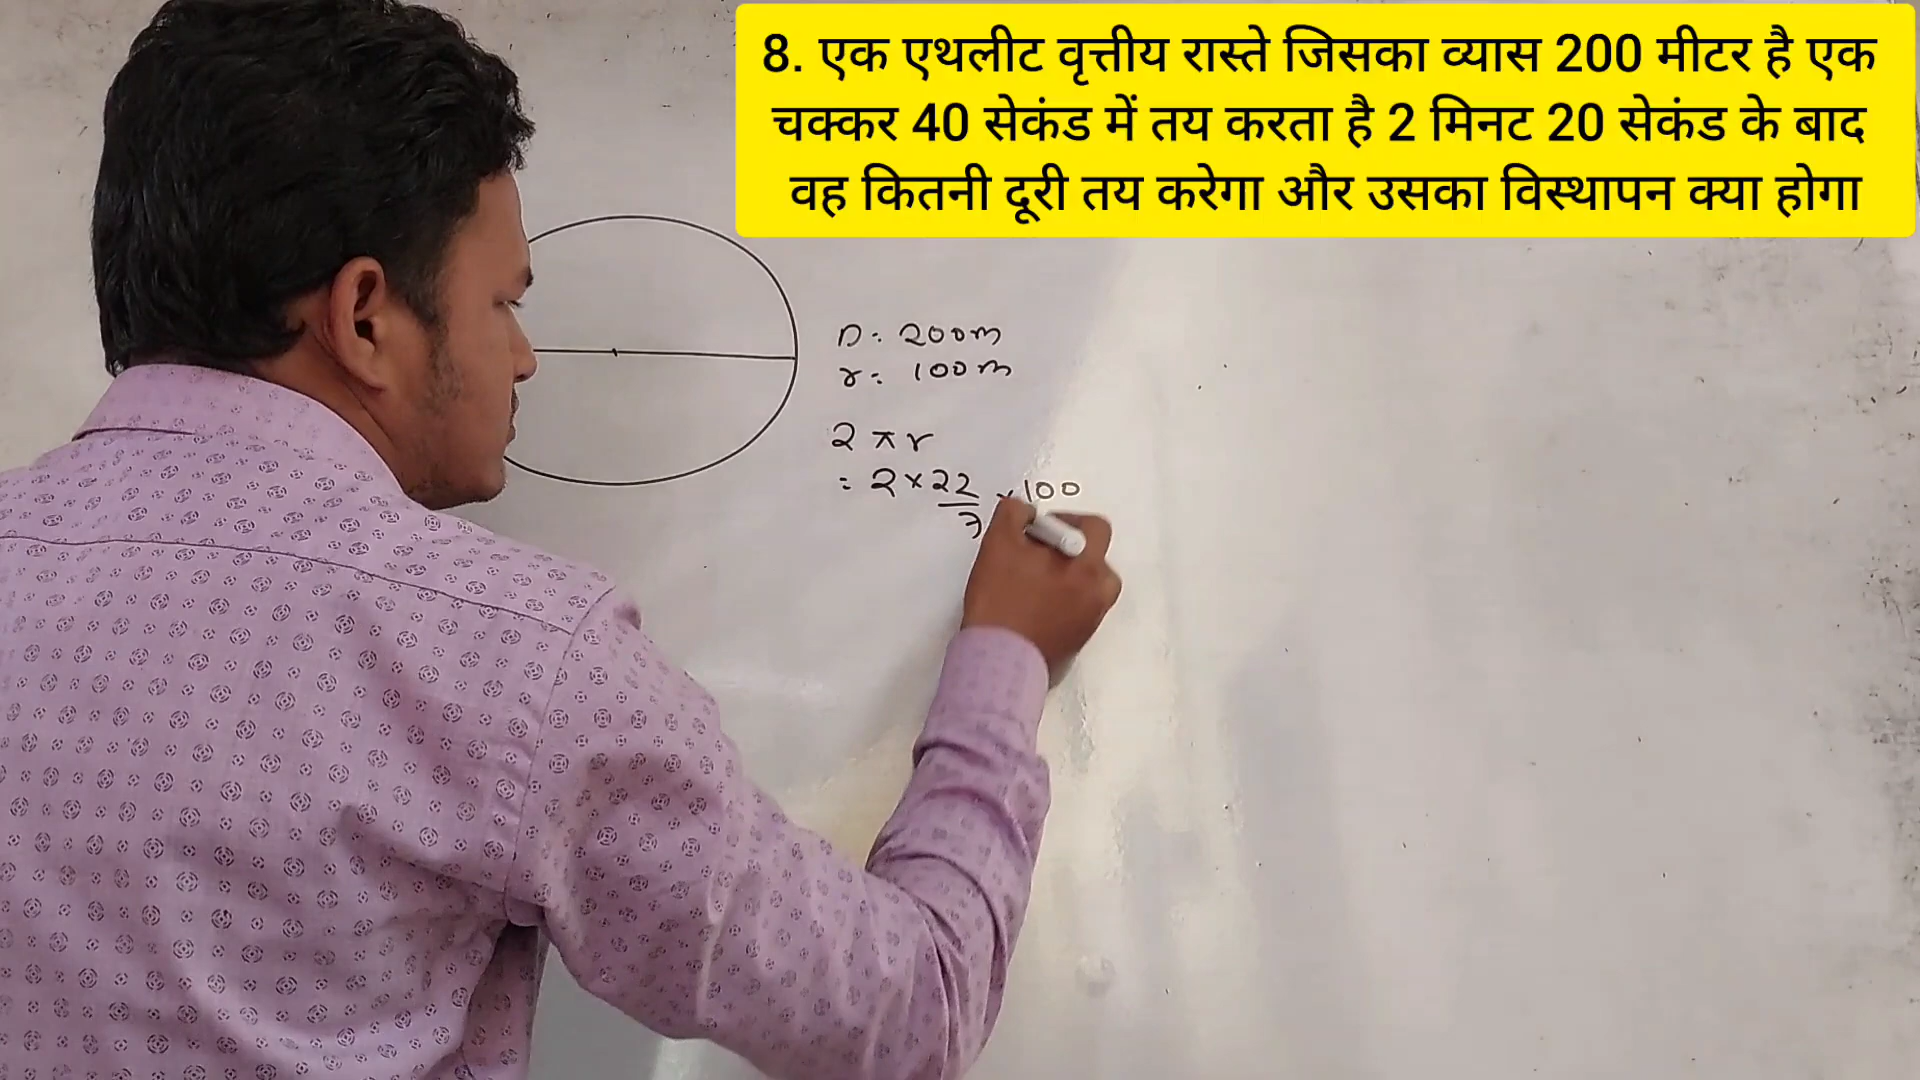 8. एक एथलीट वृत्तीय रास्ते जिसका व्यास 200 मीटर है एक
चक्कर 40 सेकंड में तय करता है 2 मिनट 20 सेकंड के बाद
वह कितनी दूरी तय करेगा और उसका विस्थापन क्या होगा
D = 200m
r = 100m
2 π r
= 2 × 22/7 × 100